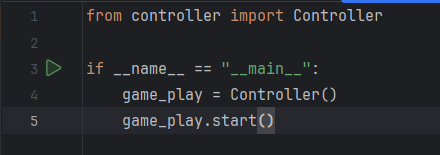 1 from controller import Controller
2
3 if __name__ == "__main__":
4     game_play = Controller()
5     game_play.start()